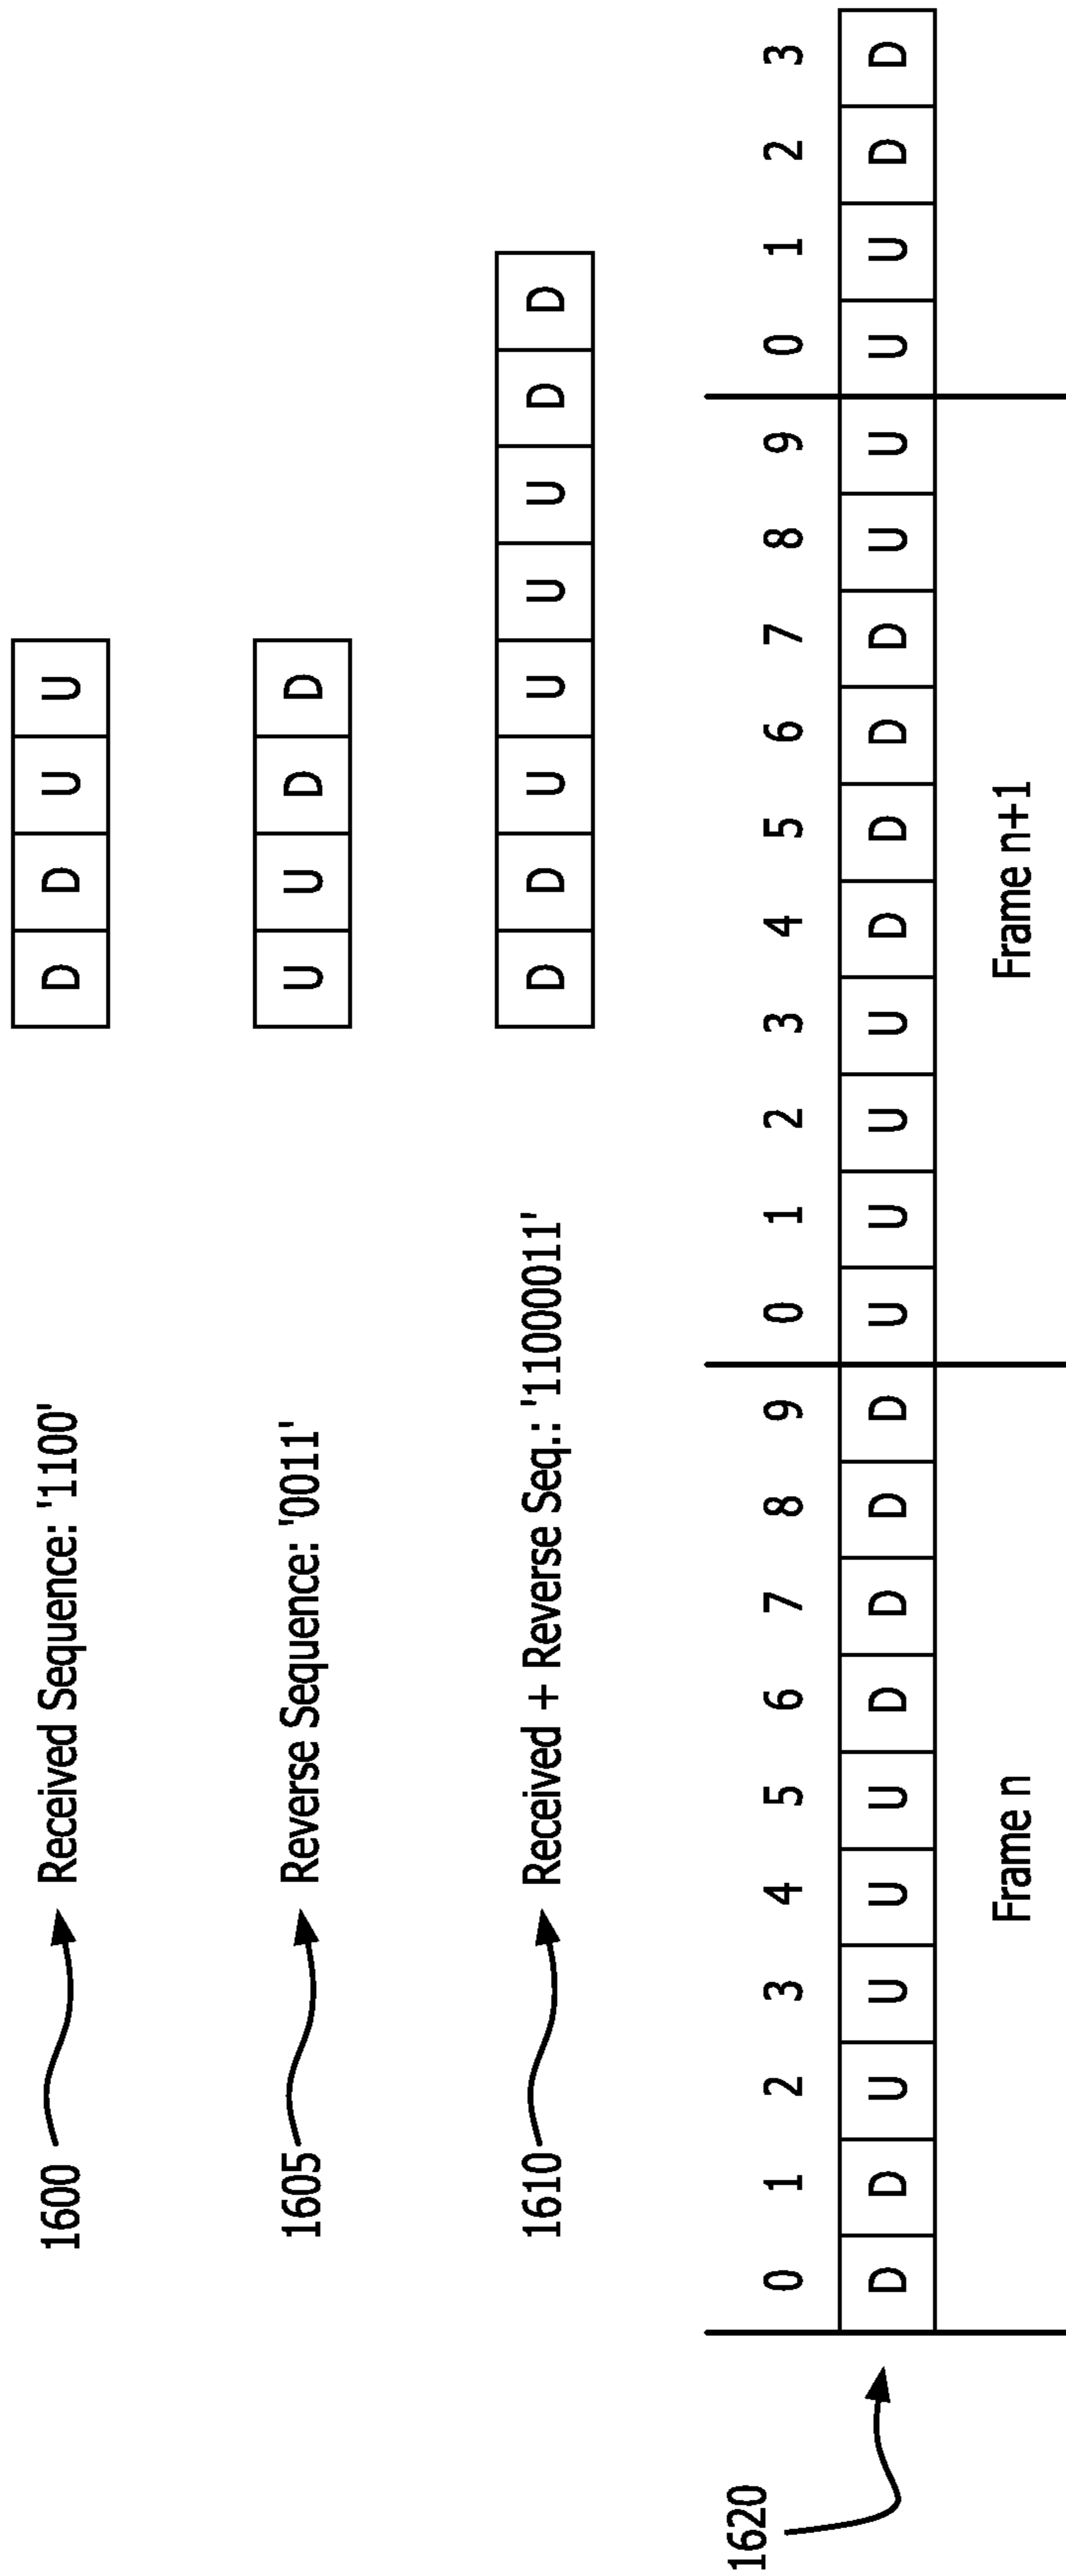 1600 Received Sequence: '1100' D D U U
1605 Reverse Sequence: '0011' U U D D
1610 Received + Reverse Seq.: '11000011' D D U U U U D D
0 1 2 3 4 5 6 7 8 9 0 1 2 3 4 5 6 7 8 9 0 1 2 3
1620 D D U U U U D D D D U U U U D D D D U U U U D D
Frame n Frame n+1